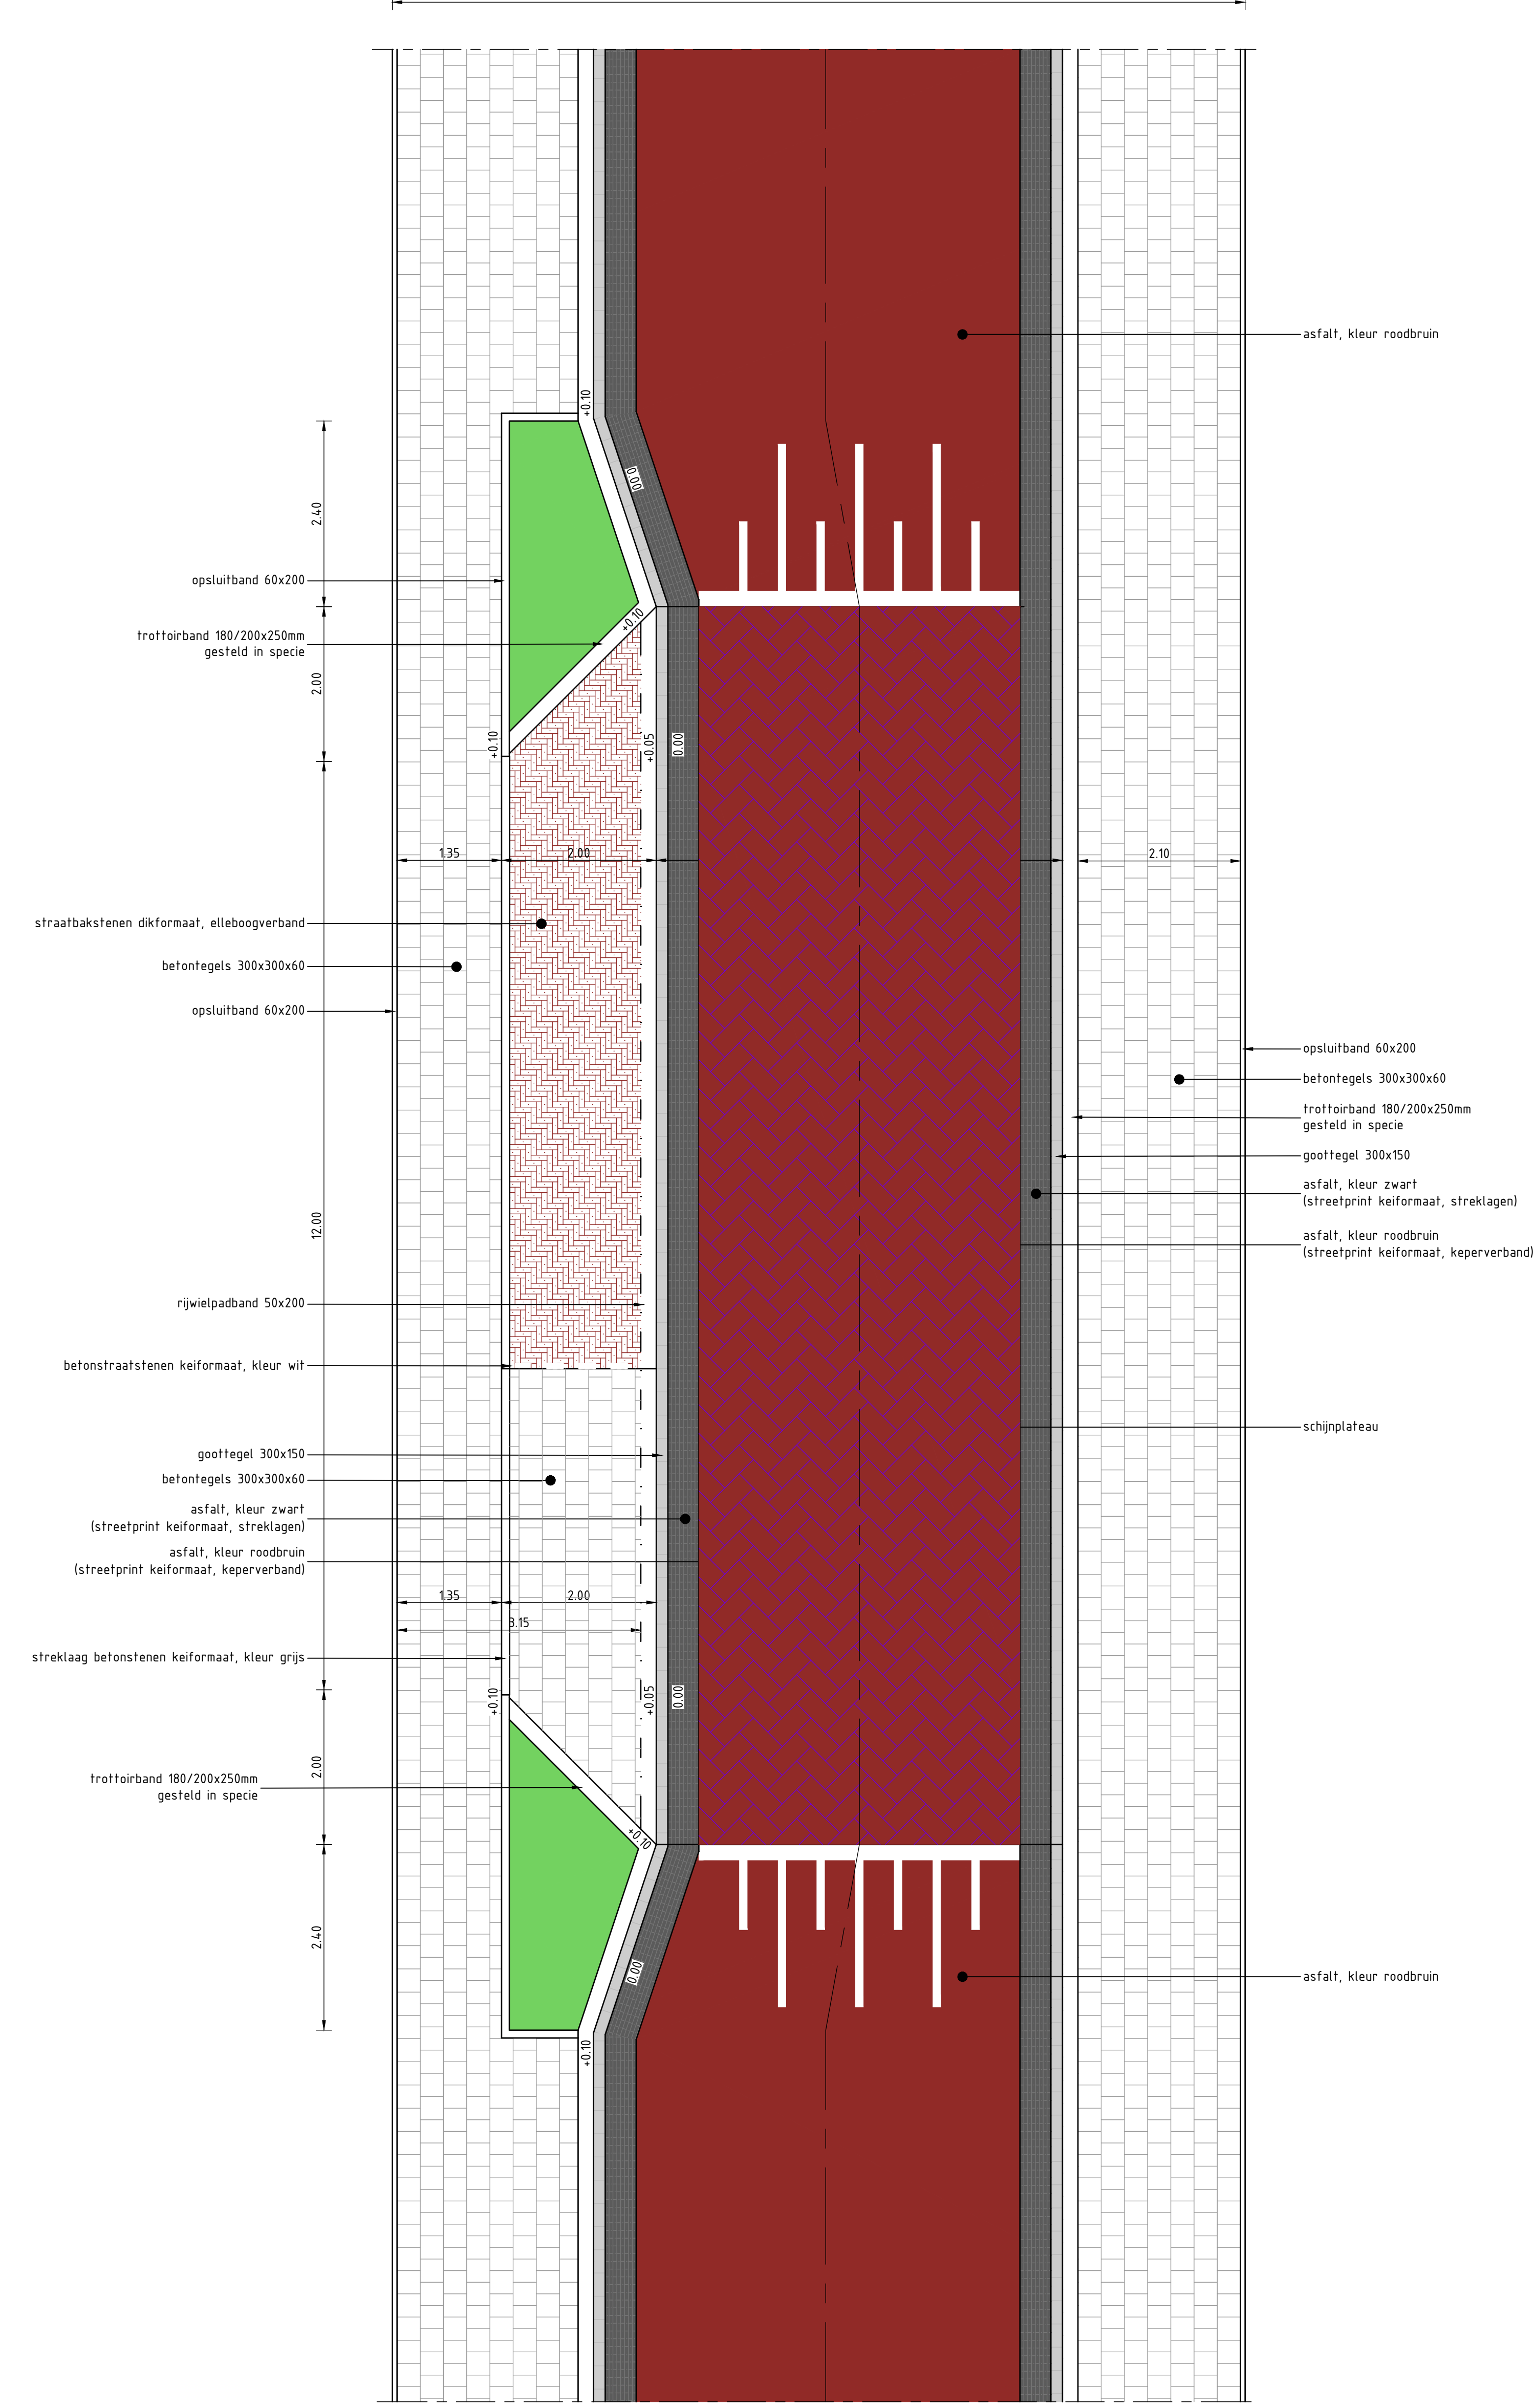 asfalt, kleur roodbruin
+0.10
0.00
2.40
opsluitband 60x200
+0.10
trottoirband 180/200x250mm
gesteld in specie
2.00
+0.10
+0.05
0.00
1.35
2.00
2.10
straatbakstenen dikformaat, elleboogverband
betontegels 300x300x60
opsluitband 60x200
opsluitband 60x200
betontegels 300x300x60
trottoirband 180/200x250mm
gesteld in specie
goottegel 300x150
asfalt, kleur zwart
(streetprint keiformaat, streklagen)
12.00
asfalt, kleur roodbruin
(streetprint keiformaat, keperverband)
rijwielpadband 50x200
betonstraatstenen keiformaat, kleur wit
schijnplateau
goottegel 300x150
betontegels 300x300x60
asfalt, kleur zwart
(streetprint keiformaat, streklagen)
asfalt, kleur roodbruin
(streetprint keiformaat, keperverband)
1.35
2.00
3.15
streklaag betonstenen keiformaat, kleur grijs
+0.10
+0.05
0.00
2.00
trottoirband 180/200x250mm
gesteld in specie
+0.10
2.40
0.00
asfalt, kleur roodbruin
+0.10